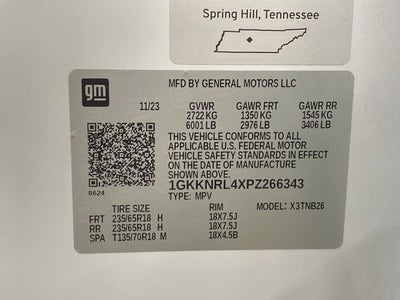 Spring Hill, Tennessee
gm
MFD BY GENERAL MOTORS LLC
11/23 GVWR GAWR FRT GAWR RR
2722 KG 1350 KG 1545 KG
6001 LB 2976 LB 3406 LB
THIS VEHICLE CONFORMS TO ALL
APPLICABLE U.S. FEDERAL MOTOR
VEHICLE SAFETY STANDARDS IN EFFECT
ON THE DATE OF MANUFACTURE
SHOWN ABOVE.
1GKKNRL4XPZ266343
8624
TYPE: MPV
TIRE SIZE RIM MODEL: X3TNB26
FRT 235/65R18 H 18X7.5J
RR 235/65R18 H 18X7.5J
SPA T135/70R18 M 18X4.5B